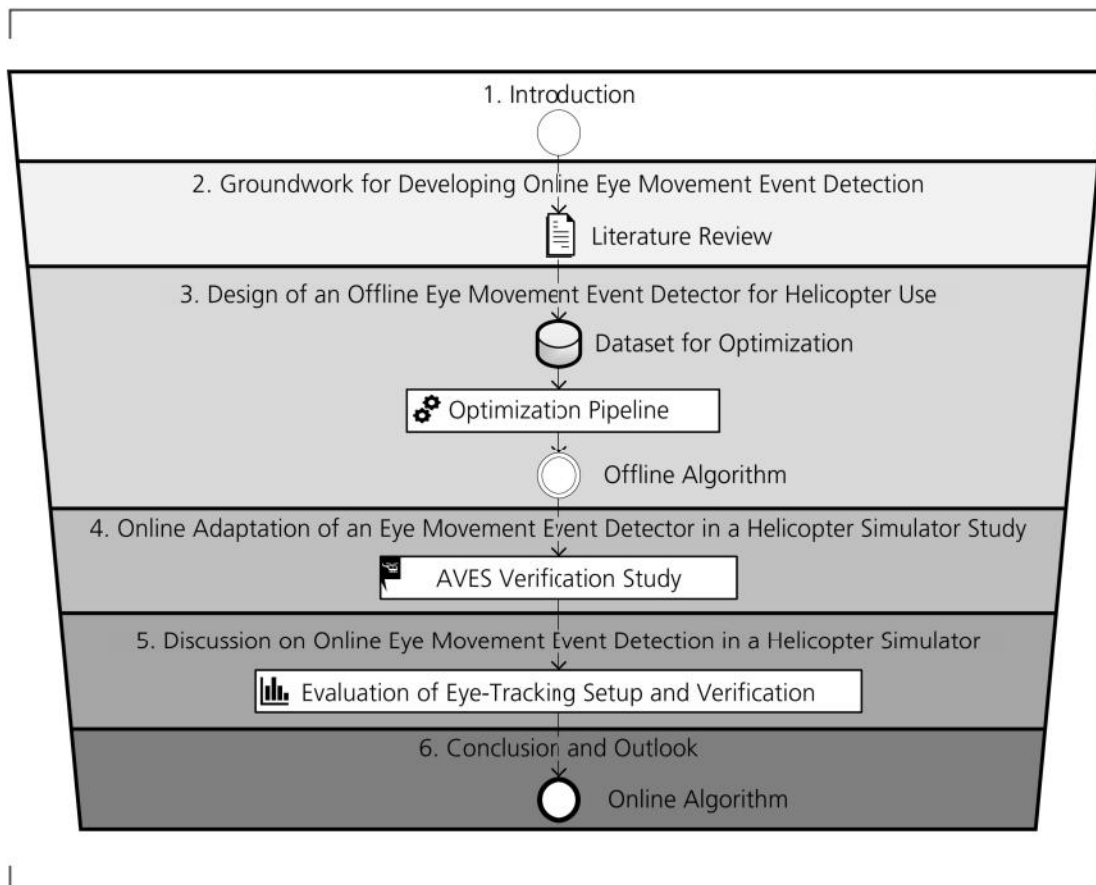 1. Introduction
2. Groundwork for Developing Online Eye Movement Event Detection
Literature Review
3. Design of an Offline Eye Movement Event Detector for Helicopter Use
Dataset for Optimization
Optimization Pipeline
Offline Algorithm
4. Online Adaptation of an Eye Movement Event Detector in a Helicopter Simulator Study
AVES Verification Study
5. Discussion on Online Eye Movement Event Detection in a Helicopter Simulator
Evaluation of Eye-Tracking Setup and Verification
6. Conclusion and Outlook
Online Algorithm